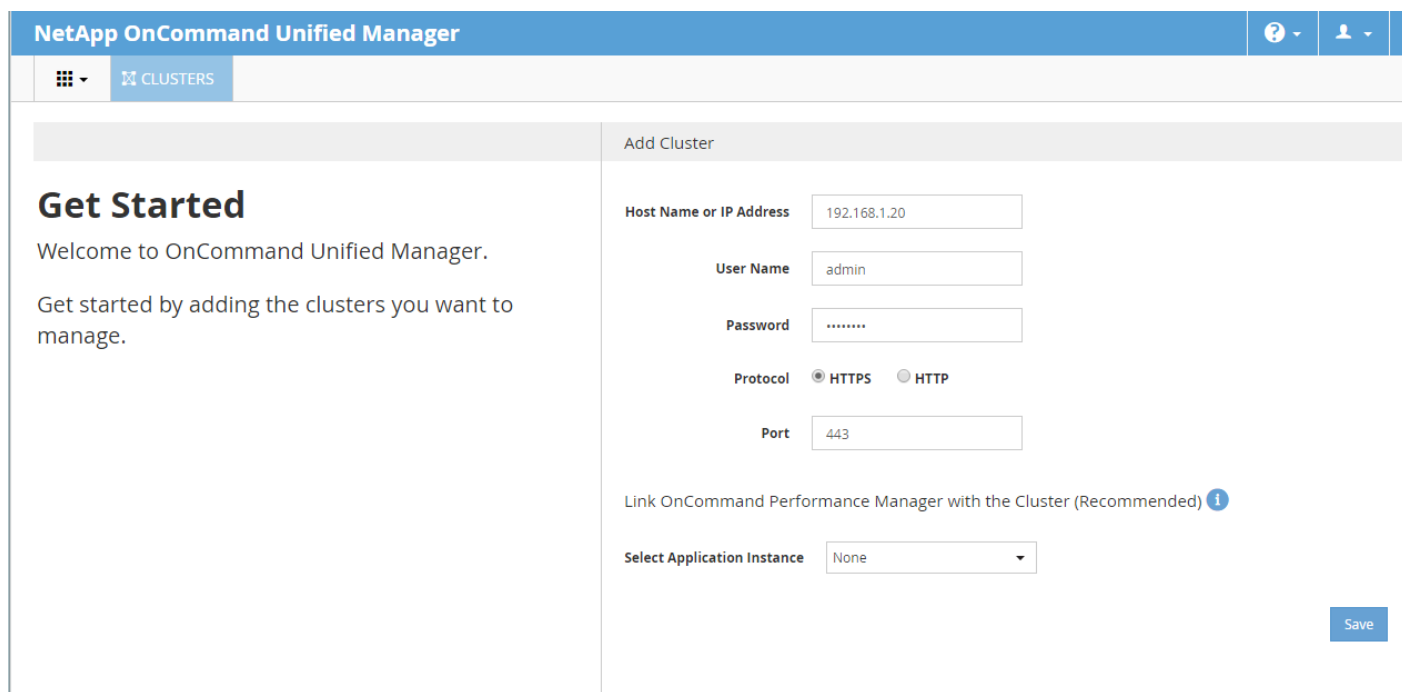 NetApp OnCommand Unified Manager
CLUSTERS
Add Cluster
Get Started
Welcome to OnCommand Unified Manager.
Get started by adding the clusters you want to
manage.
Host Name or IP Address 192.168.1.20
User Name admin
Password ••••••••
Protocol HTTPS HTTP
Port 443
Link OnCommand Performance Manager with the Cluster (Recommended) i
Select Application Instance None
Save